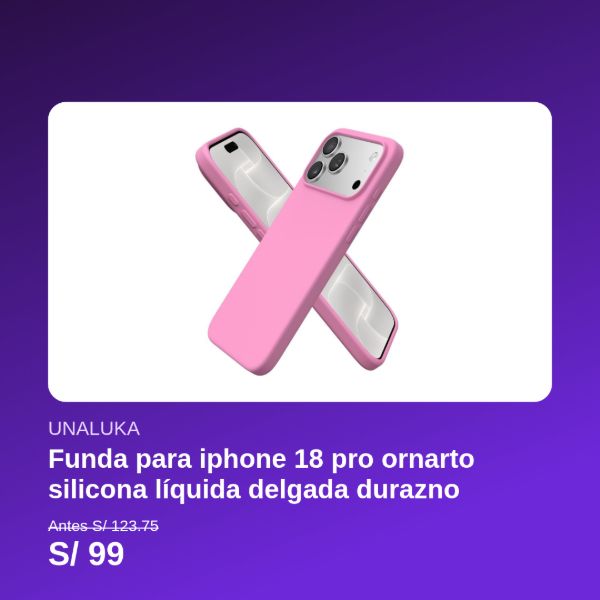 UNALUKA
Funda para iphone 18 pro ornarto
silicona líquida delgada durazno
Antes S/ 123.75
S/ 99